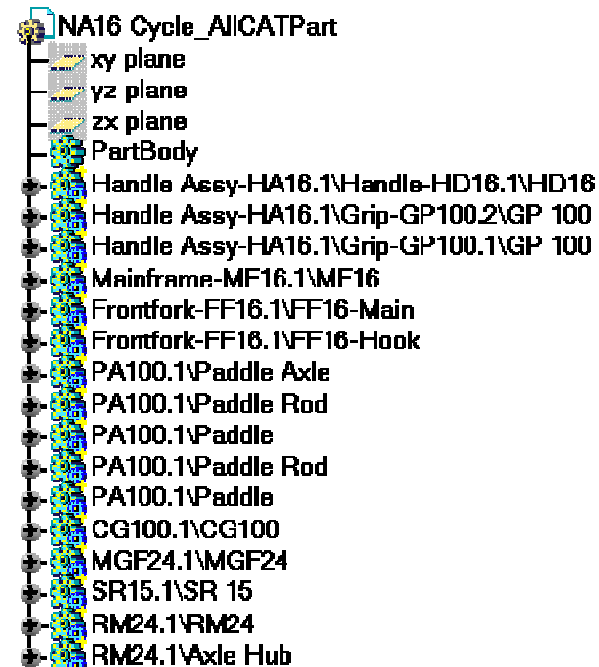 NA16 Cycle_AllCATPart
xy plane
yz plane
zx plane
PartBody
Handle Assy-HA16.1\Handle-HD16.1\HD16
Handle Assy-HA16.1\Grip-GP100.2\GP 100
Handle Assy-HA16.1\Grip-GP100.1\GP 100
Mainframe-MF16.1\MF16
Frontfork-FF16.1\FF16-Main
Frontfork-FF16.1\FF16-Hook
PA100.1\Paddle Axle
PA100.1\Paddle Rod
PA100.1\Paddle
PA100.1\Paddle Rod
PA100.1\Paddle
CG100.1\CG100
MGF24.1\MGF24
SR15.1\SR 15
RM24.1\RM24
RM24.1\Axle Hub